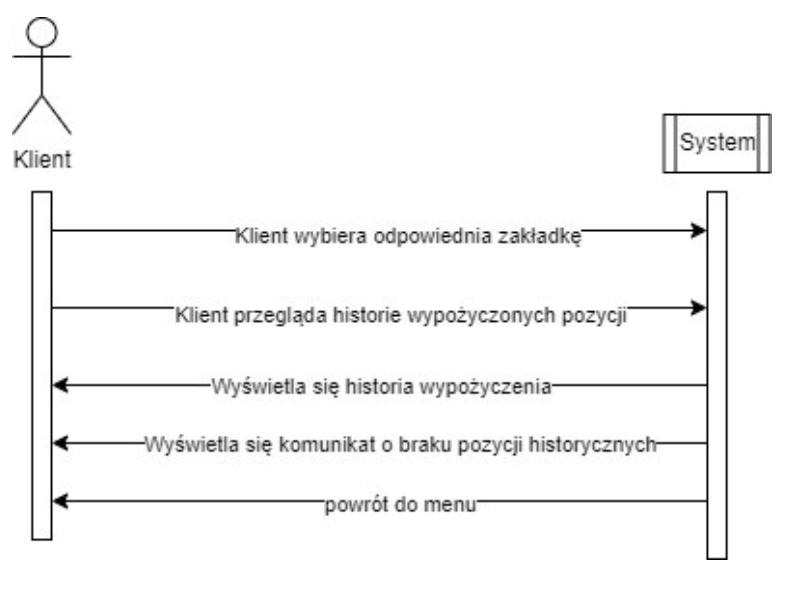 Klient
System
Klient wybiera odpowiednia zakładkę
Klient przegląda historie wypożyczonych pozycji
Wyświetla się historia wypożyczenia
Wyświetla się komunikat o braku pozycji historycznych
powrót do menu